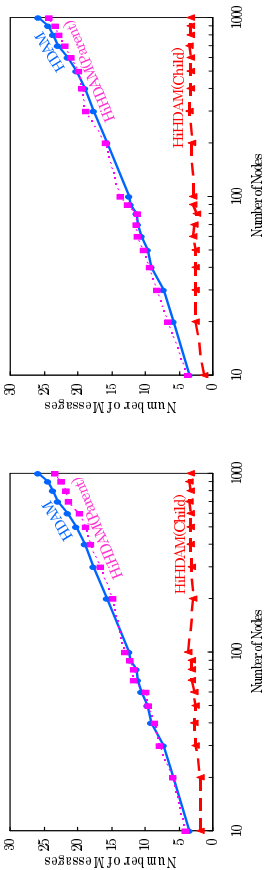 Number of Messages
30
25
20
15
10
5
0
HDAM
HiHDAM(Parent)
HiHDAM(Child)
10 100 1000
Number of Nodes
Number of Messages
30
25
20
15
10
5
0
HDAM
HiHDAM(Parent)
HiHDAM(Child)
10 100 1000
Number of Nodes